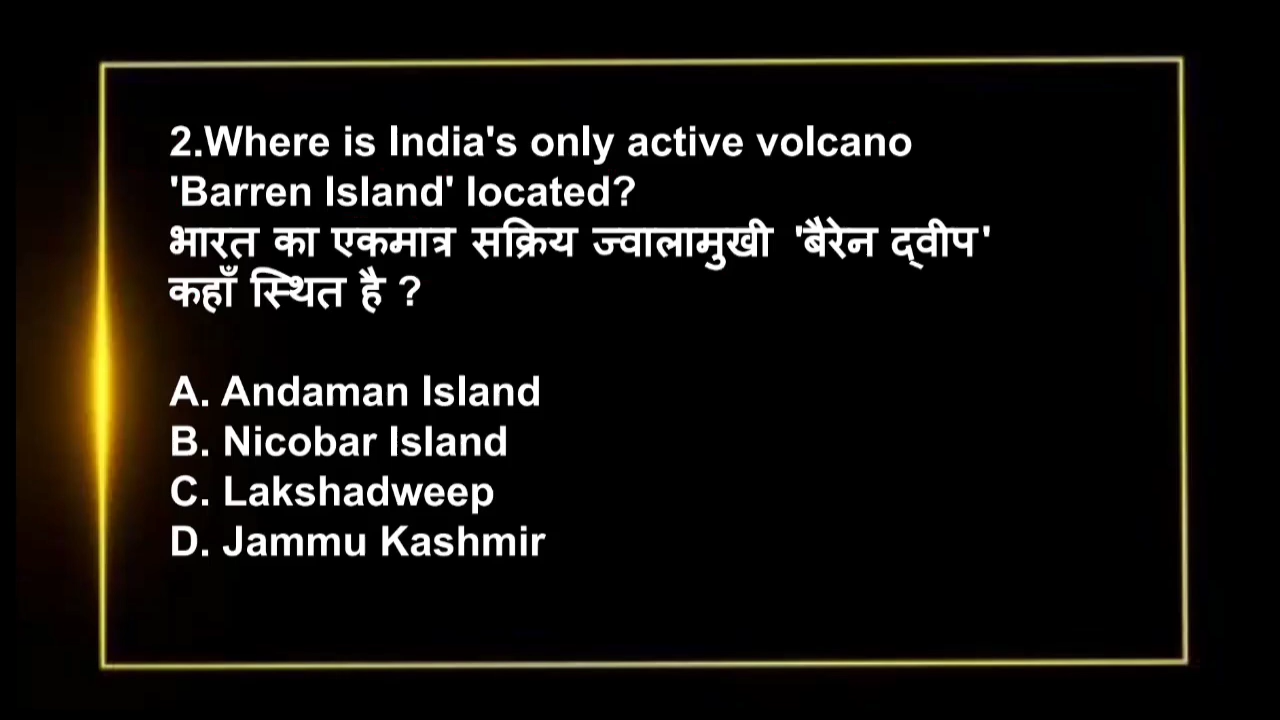 2.Where is India's only active volcano
'Barren Island' located?
भारत का एकमात्र सक्रिय ज्वालामुखी 'बैरेन द्वीप'
कहाँ स्थित है ?
A. Andaman Island
B. Nicobar Island
C. Lakshadweep
D. Jammu Kashmir